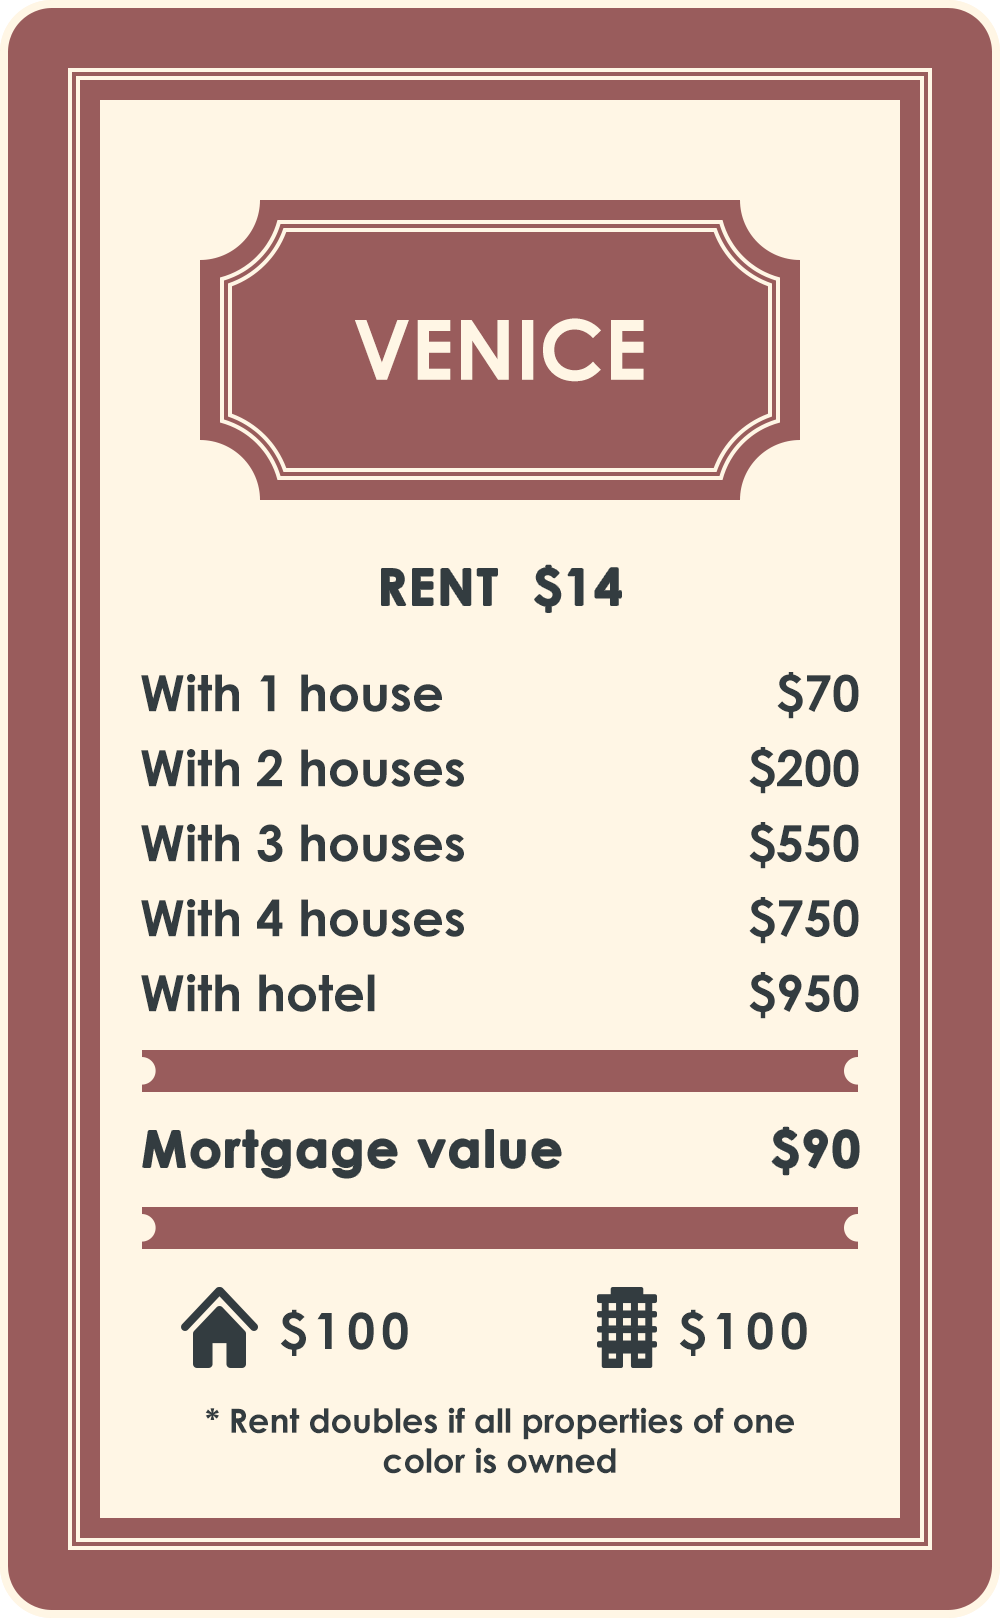 VENICE
RENT $14
With 1 house $70
With 2 houses $200
With 3 houses $550
With 4 houses $750
With hotel $950
Mortgage value $90
$100 $100
* Rent doubles if all properties of one
color is owned